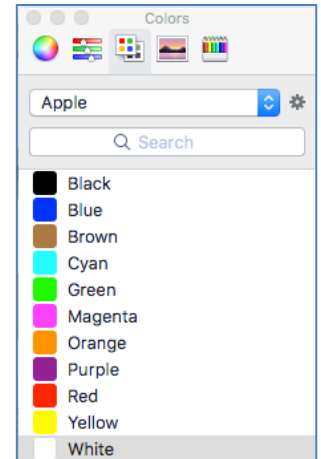 Colors
Apple
Search
Black
Blue
Brown
Cyan
Green
Magenta
Orange
Purple
Red
Yellow
White